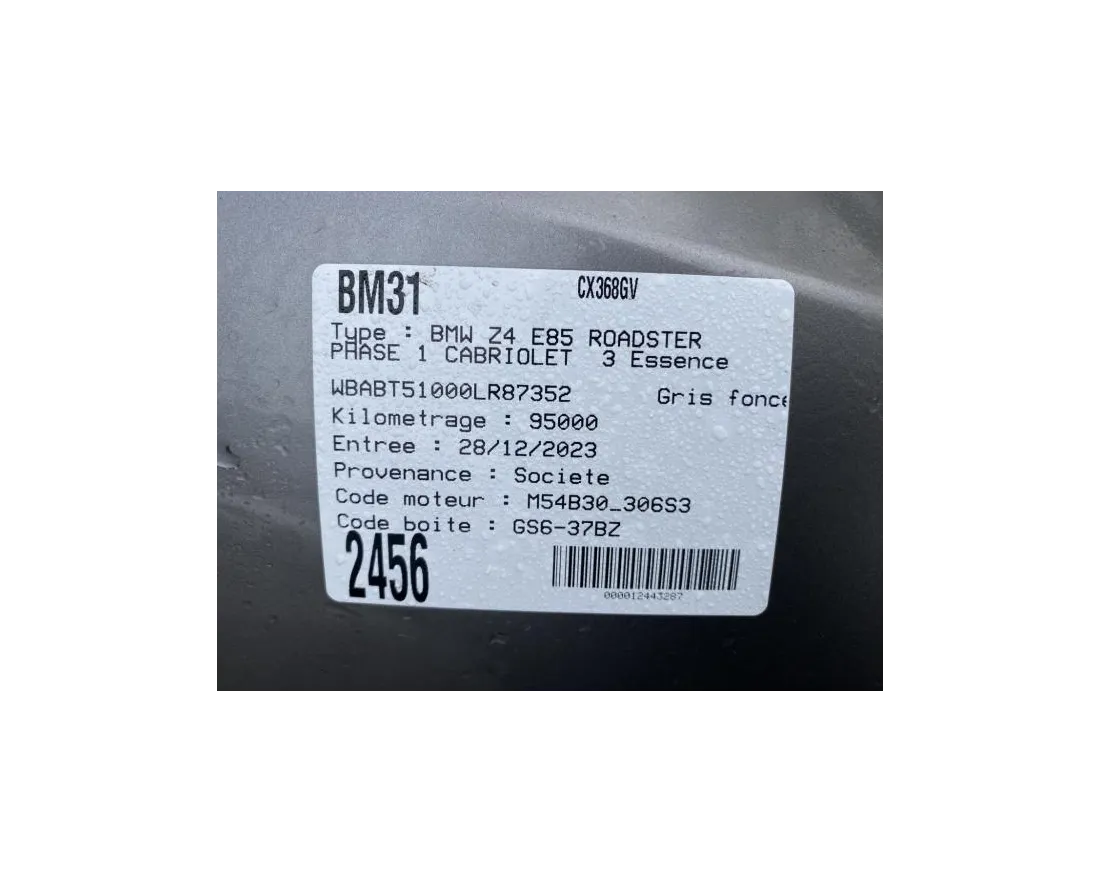 BM31 CX368GV
Type : BMW Z4 E85 ROADSTER
PHASE 1 CABRIOLET 3 Essence
WBABT51000LR87352 Gris fonce
Kilometrage : 95000
Entree : 28/12/2023
Provenance : Societe
Code moteur : M54B30_306S3
Code boite : GS6-37BZ
2456
000012443287